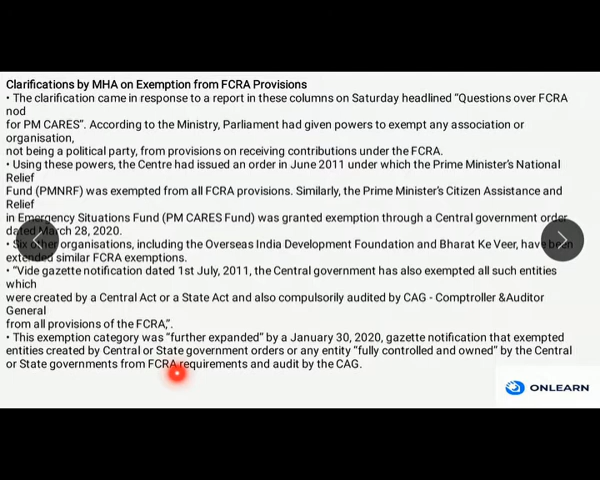 Clarifications by MHA on Exemption from FCRA Provisions
• The clarification came in response to a report in these columns on Saturday headlined “Questions over FCRA
nod
for PM CARES”. According to the Ministry, Parliament had given powers to exempt any association or
organisation,
not being a political party, from provisions on receiving contributions under the FCRA.
• Using these powers, the Centre had issued an order in June 2011 under which the Prime Minister’s National
Relief
Fund (PMNRF) was exempted from all FCRA provisions. Similarly, the Prime Minister’s Citizen Assistance and
Relief
in Emergency Situations Fund (PM CARES Fund) was granted exemption through a Central government order
dated March 28, 2020.
• Six other organisations, including the Overseas India Development Foundation and Bharat Ke Veer, have been
extended similar FCRA exemptions.
• “Vide gazette notification dated 1st July, 2011, the Central government has also exempted all such entities
which
were created by a Central Act or a State Act and also compulsorily audited by CAG - Comptroller &Auditor
General
from all provisions of the FCRA,”.
• This exemption category was “further expanded” by a January 30, 2020, gazette notification that exempted
entities created by Central or State government orders or any entity “fully controlled and owned” by the Central
or State governments from FCRA requirements and audit by the CAG.
ONLEARN